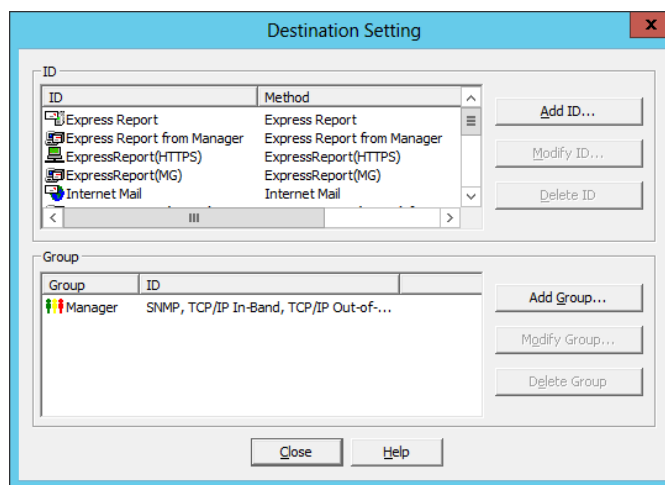 Destination Setting
ID
ID Method
Express Report Express Report
Express Report from Manager Express Report from Manager
ExpressReport(HTTPS) ExpressReport(HTTPS)
ExpressReport(MG) ExpressReport(MG)
Internet Mail Internet Mail
Add ID...
Modify ID...
Delete ID
Group
Group ID
Manager SNMP, TCP/IP In-Band, TCP/IP Out-of-...
Add Group...
Modify Group...
Delete Group
Close Help